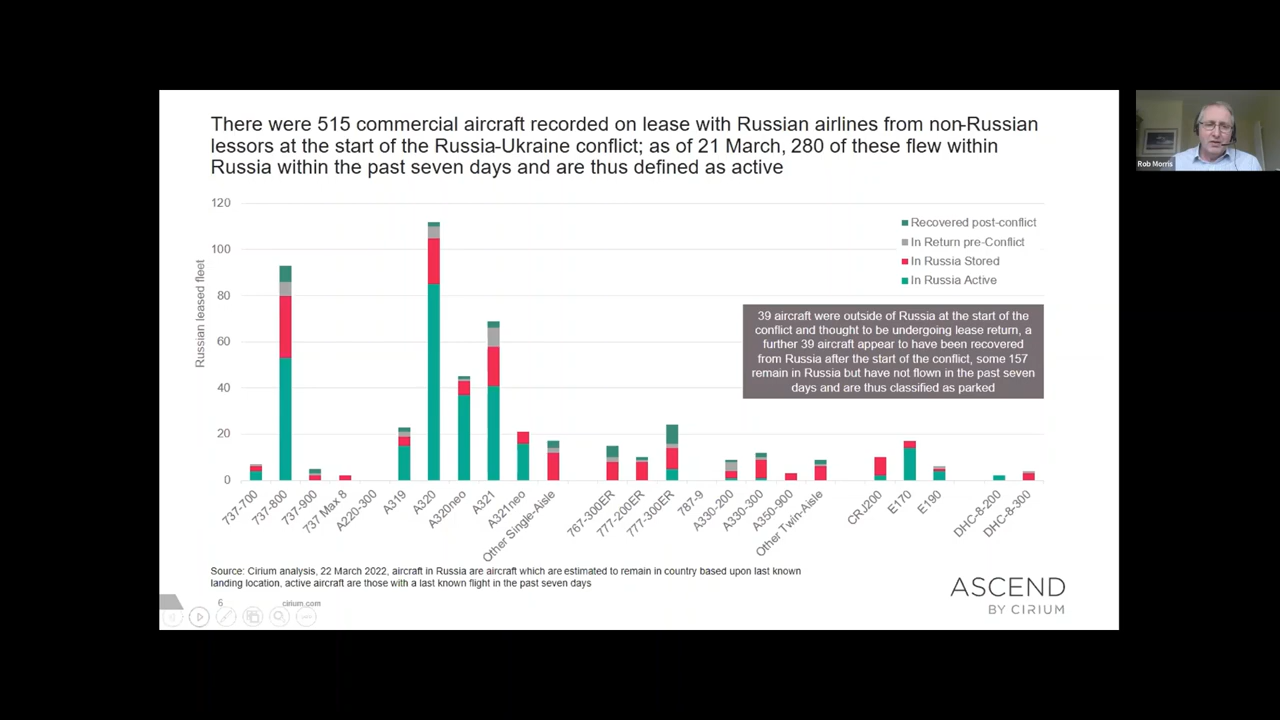 There were 515 commercial aircraft recorded on lease with Russian airlines from non-Russian
lessors at the start of the Russia-Ukraine conflict; as of 21 March, 280 of these flew within
Russia within the past seven days and are thus defined as active
Rob Morris
120
100
80
60
40
20
0
Russian leased fleet
Recovered post-conflict
In Return pre-Conflict
In Russia Stored
In Russia Active
39 aircraft were outside of Russia at the start of the
conflict and thought to be undergoing lease return, a
further 39 aircraft appear to have been recovered
from Russia after the start of the conflict, some 157
remain in Russia but have not flown in the past seven
days and are thus classified as parked
737-700
737-800
737-900
737 Max 8
A220-300
A319
A320
A320neo
A321
A321neo
Other Single-Aisle
767-300ER
777-200ER
777-300ER
787-9
A330-200
A330-300
A350-900
Other Twin-Aisle
CRJ200
E170
E190
DHC-8-200
DHC-8-300
Source: Cirium analysis, 22 March 2022, aircraft in Russia are aircraft which are estimated to remain in country based upon last known
landing location, active aircraft are those with a last known flight in the past seven days
6
cirium.com
ASCEND
BY CIRIUM